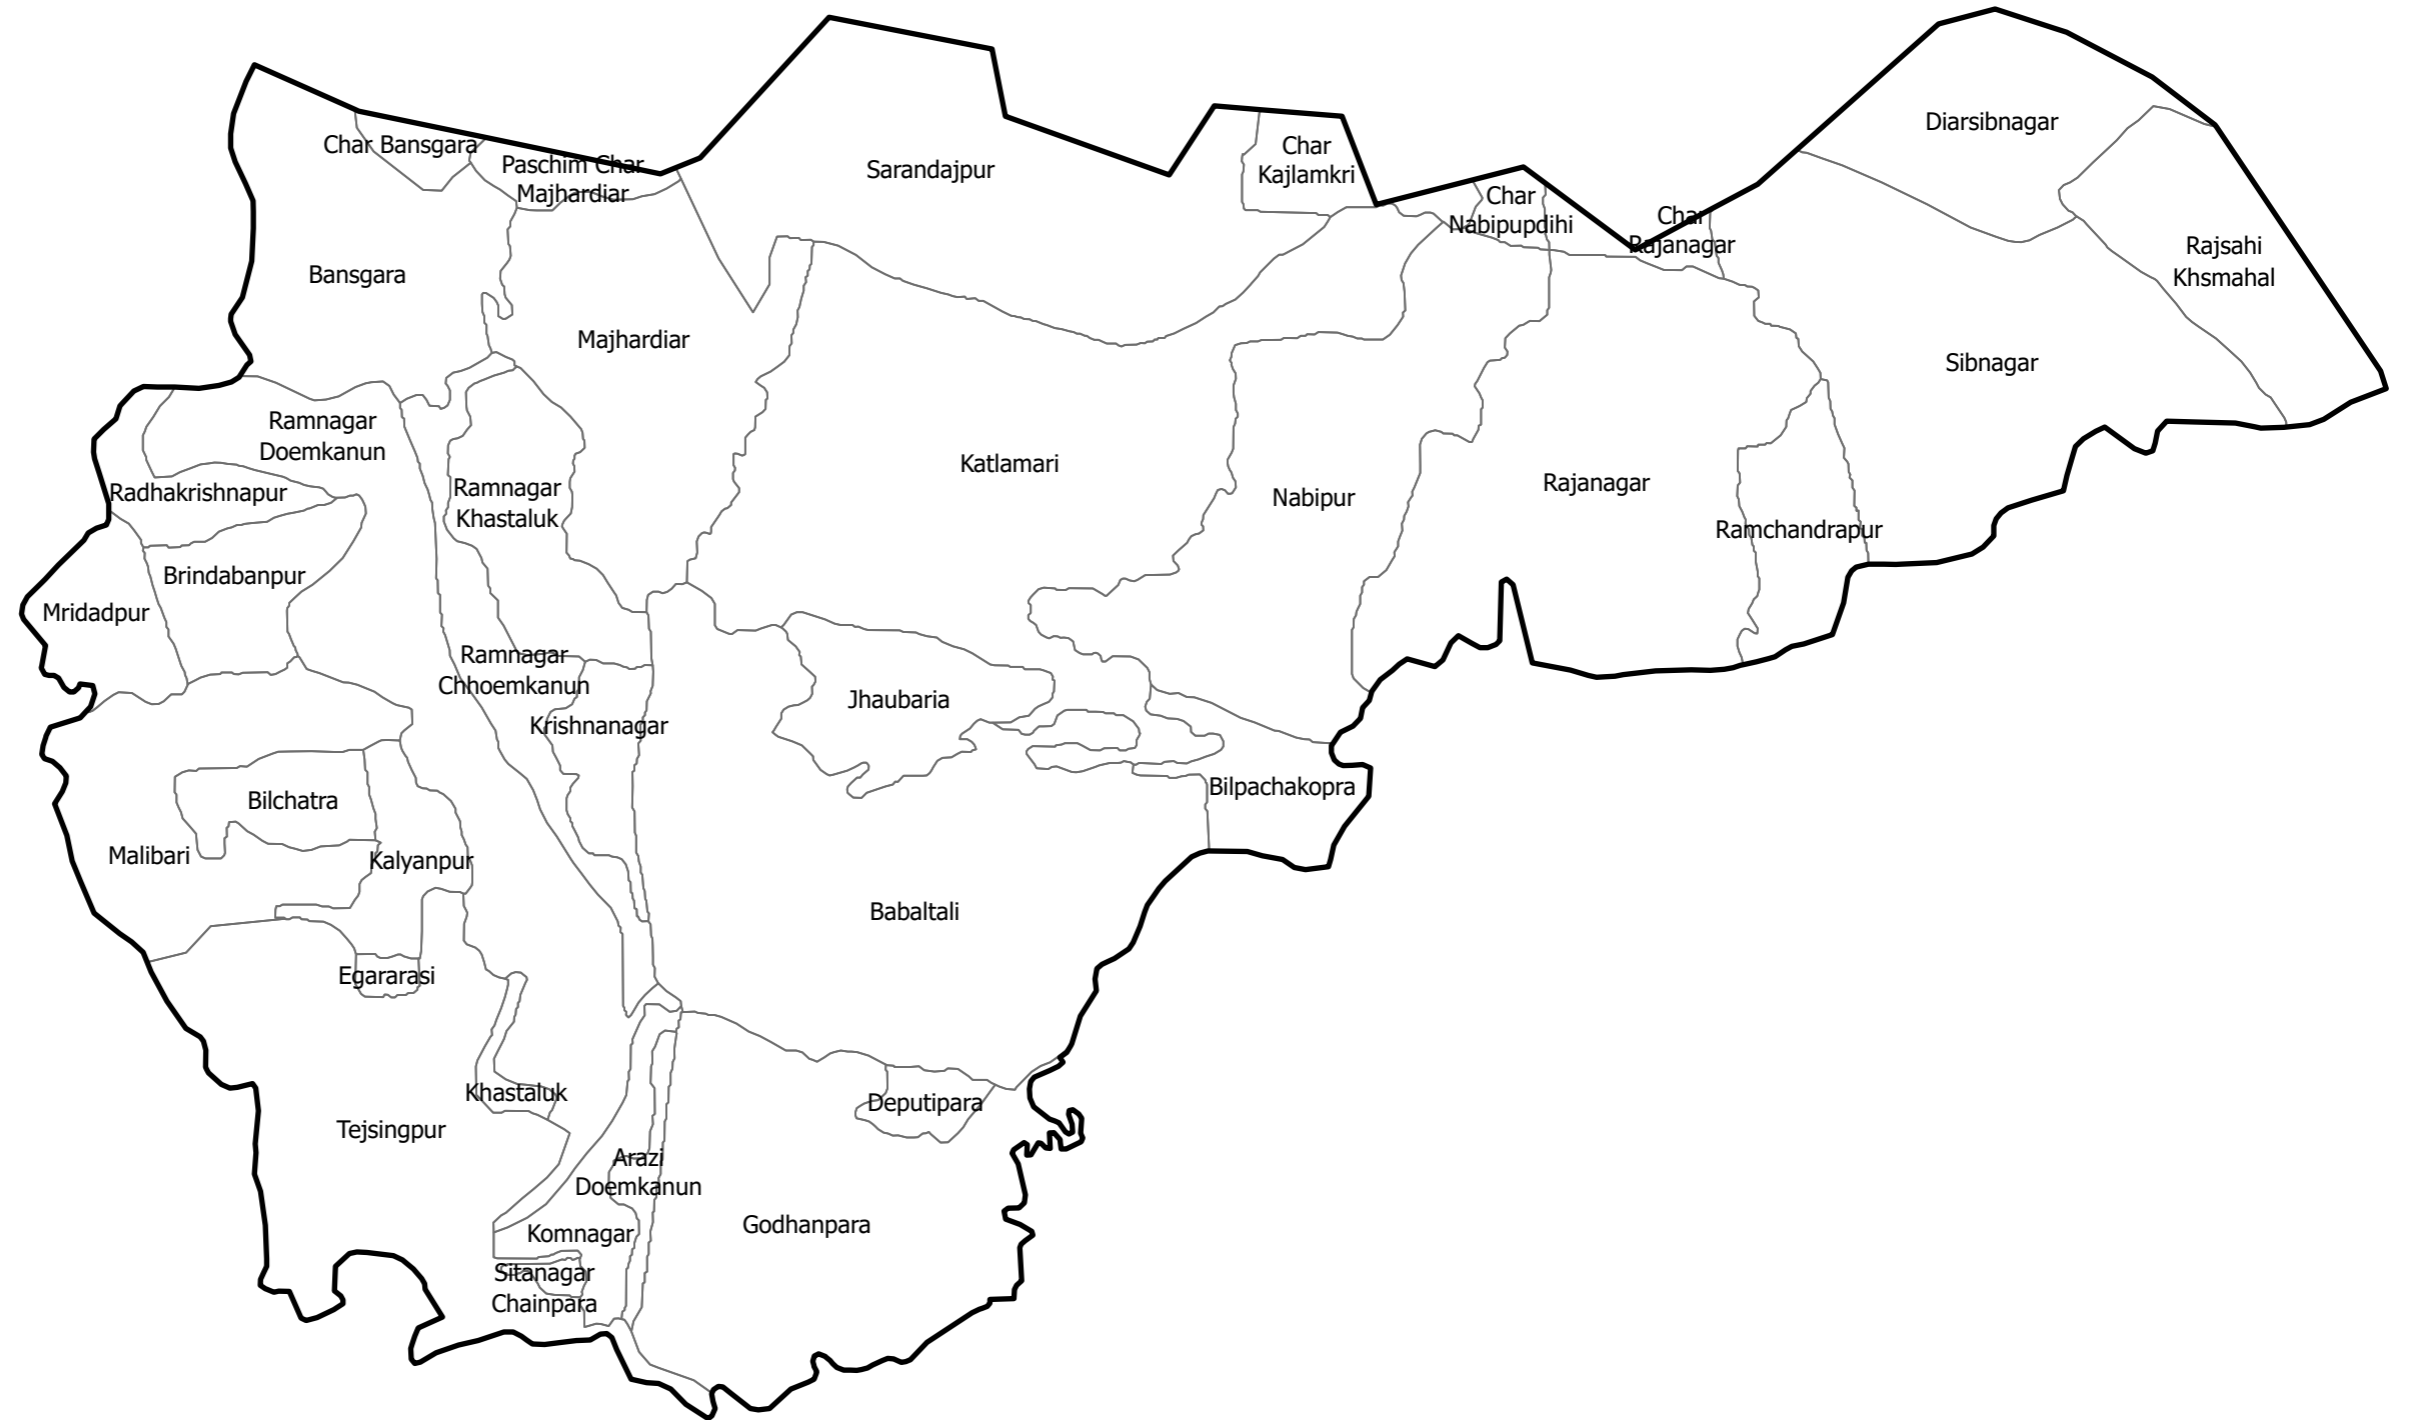 Diarsibnagar
Char Bansgara
Paschim Char
Majhardiar
Sarandajpur
Char
Kajlamkri
Char
Nabipupdihi
Char
Rajanagar
Rajsahi
Khsmahal
Bansgara
Majhardiar
Sibnagar
Ramnagar
Doemkanun
Katlamari
Rajanagar
Radhakrishnapur
Ramnagar
Khastaluk
Nabipur
Ramchandrapur
Brindabanpur
Mridadpur
Ramnagar
Chhoemkanun
Jhaubaria
Krishnanagar
Bilpachakopra
Bilchatra
Malibari
Kalyanpur
Babaltali
Egararasi
Khastaluk
Deputipara
Tejsingpur
Arazi
Doemkanun
Godhanpara
Komnagar
Sitanagar
Chainpara